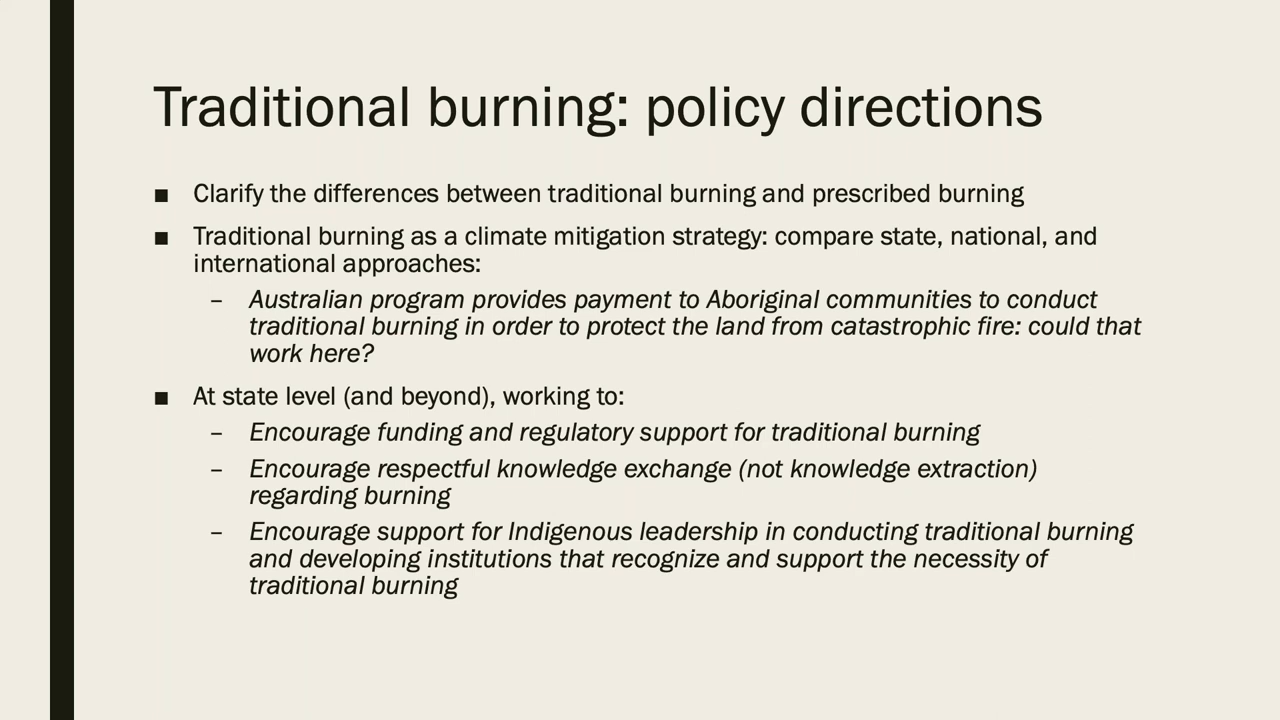 Traditional burning: policy directions
■ Clarify the differences between traditional burning and prescribed burning
■ Traditional burning as a climate mitigation strategy: compare state, national, and
international approaches:
– Australian program provides payment to Aboriginal communities to conduct
traditional burning in order to protect the land from catastrophic fire: could that
work here?
■ At state level (and beyond), working to:
– Encourage funding and regulatory support for traditional burning
– Encourage respectful knowledge exchange (not knowledge extraction)
regarding burning
– Encourage support for Indigenous leadership in conducting traditional burning
and developing institutions that recognize and support the necessity of
traditional burning